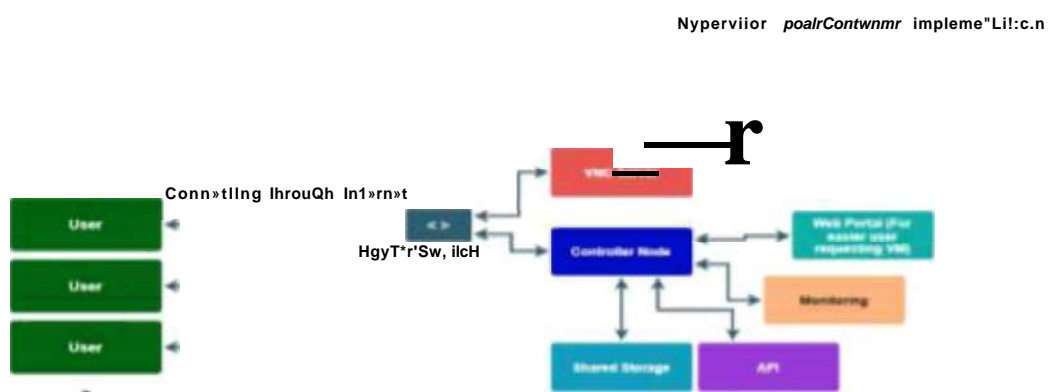 Nyperviior poalrContwnmr impleme"Li!:c.n
r
Conn»tllng IhrouQh In1»rn»t
User
< >
HgyT*r'Sw, ilcH
Controller Node
Web Portal (For
easier user
requesting VM)
User
Monitoring
User
Shared Storage
API